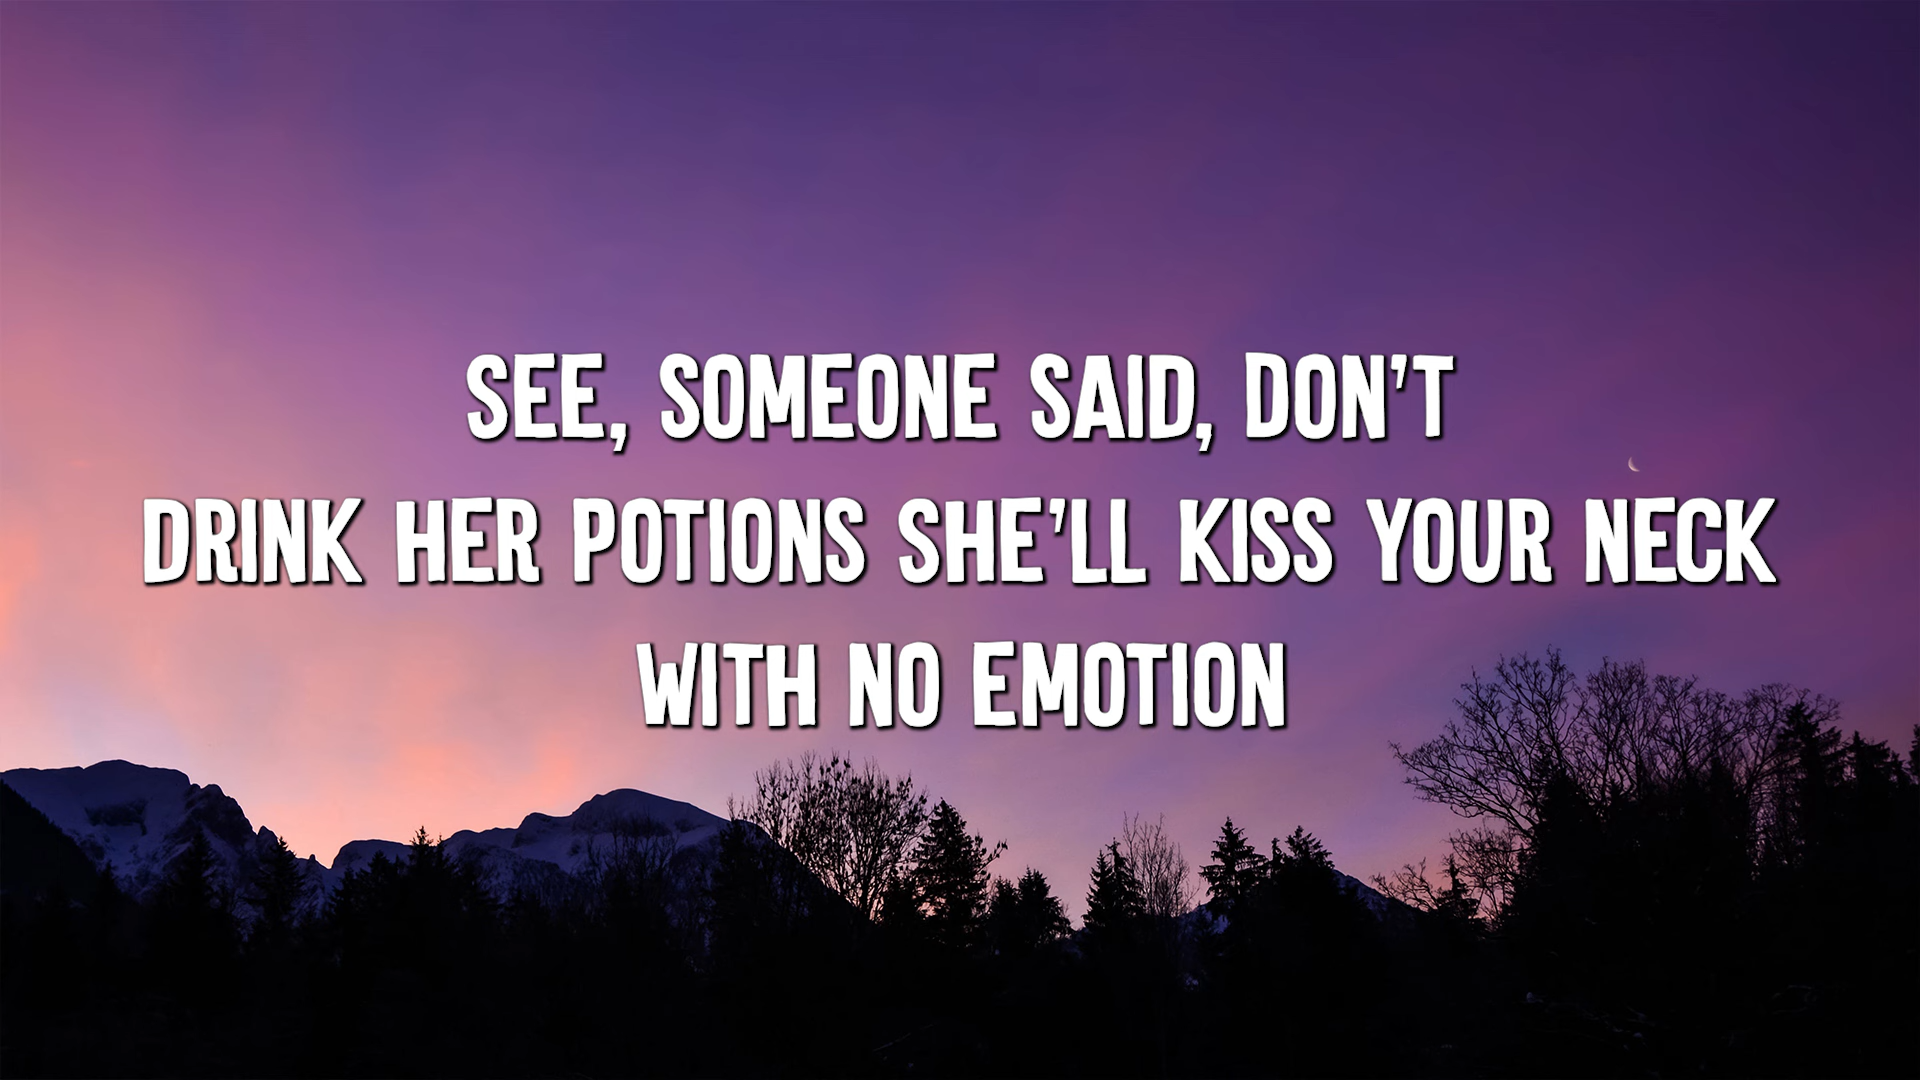 SEE, SOMEONE SAID, DON'T
DRINK HER POTIONS SHE'LL KISS YOUR NECK
WITH NO EMOTION